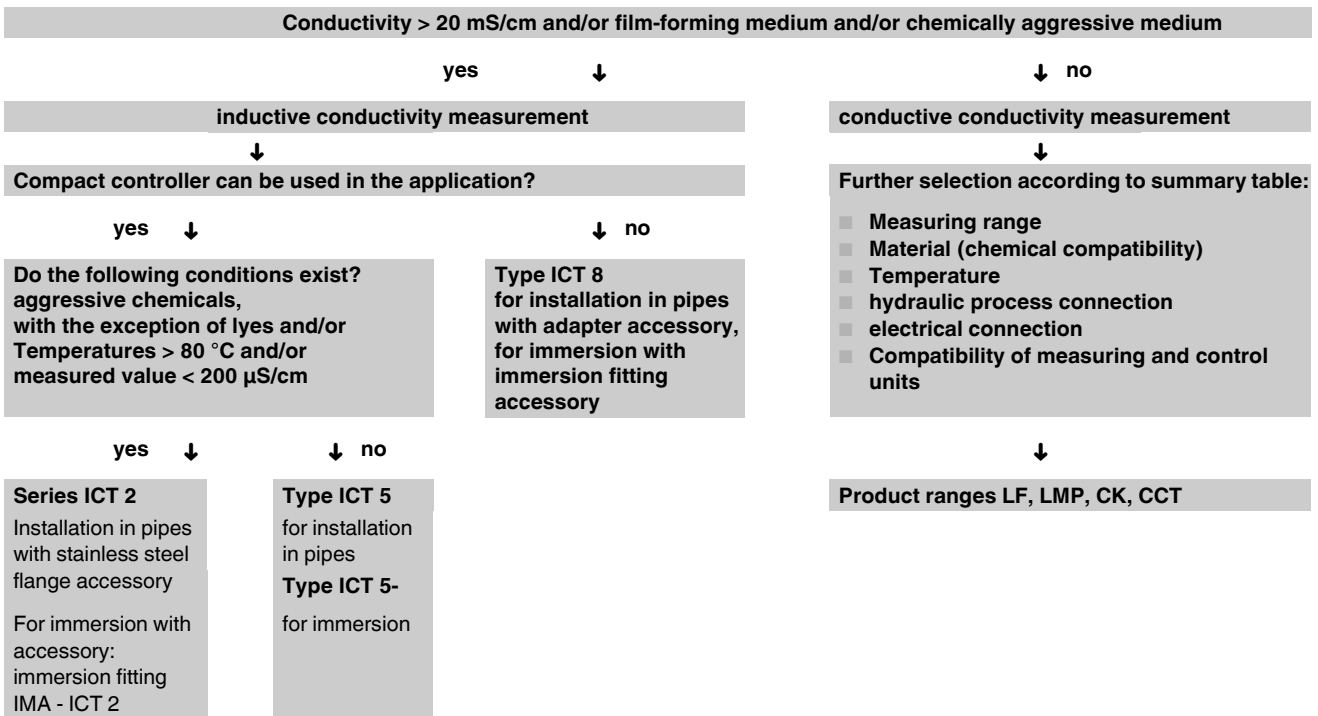 Conductivity > 20 mS/cm and/or film-forming medium and/or chemically aggressive medium
yes
no
inductive conductivity measurement
conductive conductivity measurement
Compact controller can be used in the application?
Further selection according to summary table:
Measuring range
Material (chemical compatibility)
Temperature
hydraulic process connection
electrical connection
Compatibility of measuring and control
units
yes
no
Do the following conditions exist?
aggressive chemicals,
with the exception of lyes and/or
Temperatures > 80 °C and/or
measured value < 200 µS/cm
Type ICT 8
for installation in pipes
with adapter accessory,
for immersion with
immersion fitting
accessory
yes
no
Series ICT 2
Installation in pipes
with stainless steel
flange accessory
For immersion with
accessory:
immersion fitting
IMA - ICT 2
Type ICT 5
for installation
in pipes
Type ICT 5-
for immersion
Product ranges LF, LMP, CK, CCT